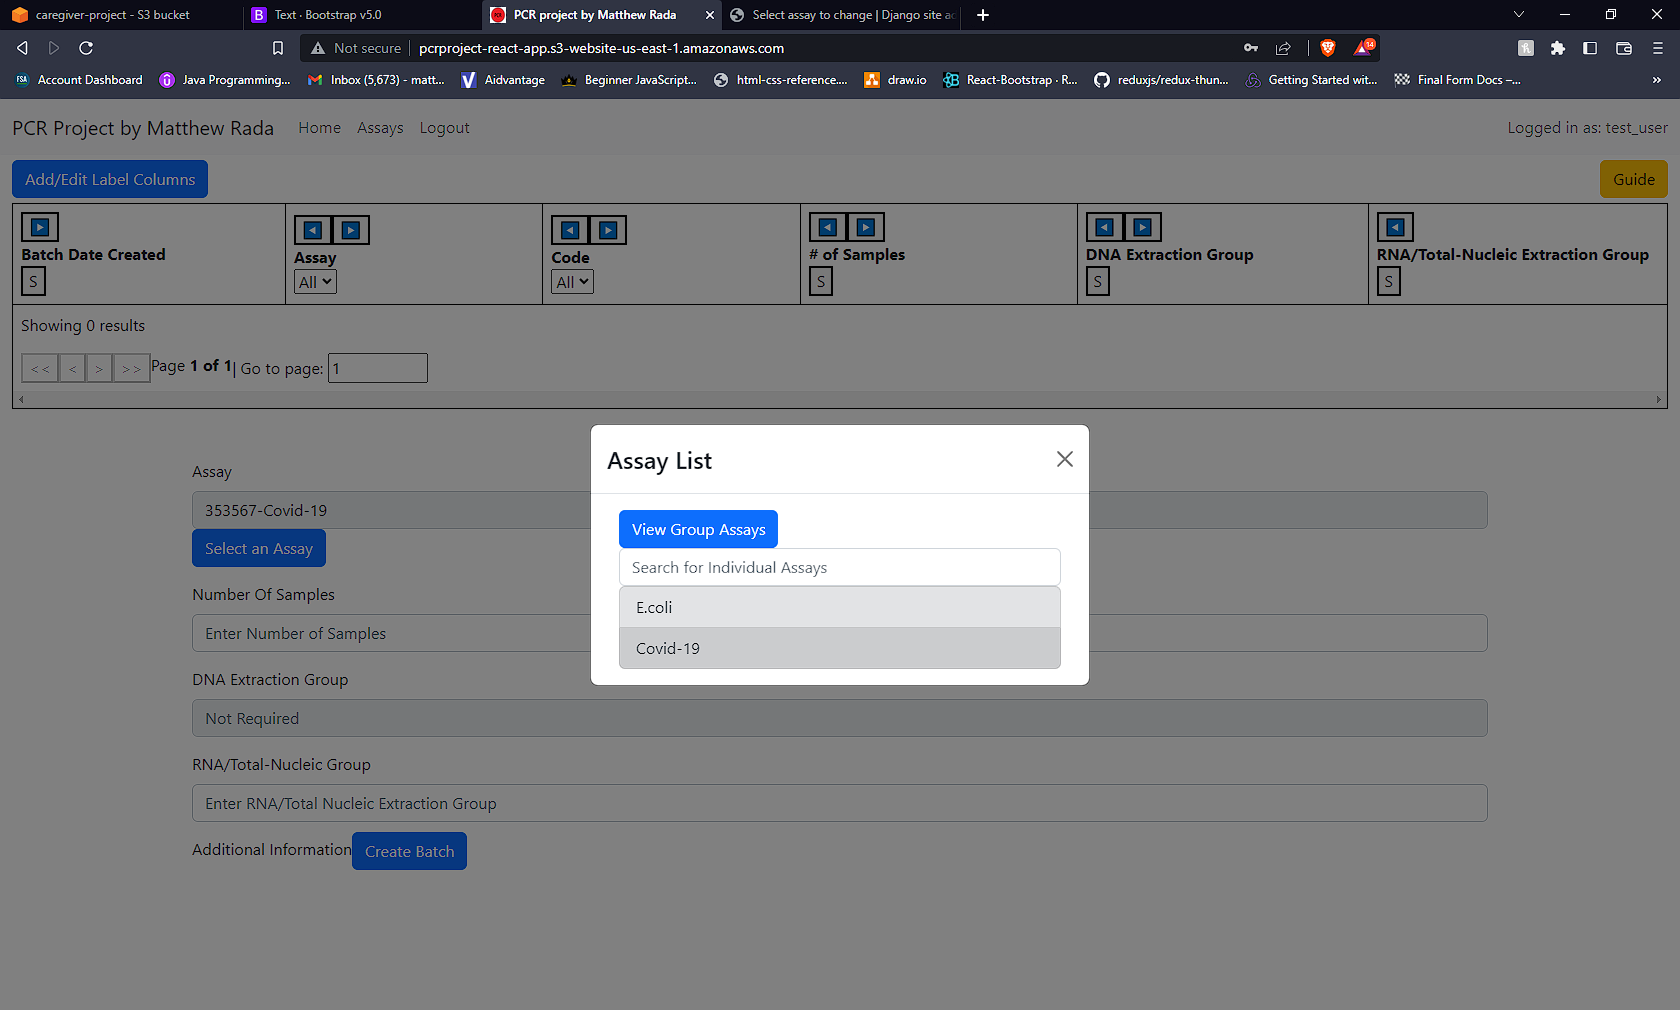 caregiver-project - S3 bucket
Text · Bootstrap v5.0
PCR project by Matthew Rada
Select assay to change | Django site ad
Not secure
pcrproject-react-app.s3-website-us-east-1.amazonaws.com
14
Account Dashboard
Java Programming...
Inbox (5,673) - matt...
Aidvantage
Beginner JavaScript...
html-css-reference....
draw.io
React-Bootstrap · R...
reduxjs/redux-thun...
Getting Started wit...
Final Form Docs –...
»
PCR Project by Matthew Rada
Home
Assays
Logout
Logged in as: test_user
Add/Edit Label Columns
Guide
Batch Date Created
S
Assay
All
Code
All
# of Samples
S
DNA Extraction Group
S
RNA/Total-Nucleic Extraction Group
S
Showing 0 results
<< < > >> Page 1 of 1| Go to page: 1
Assay List
View Group Assays
Search for Individual Assays
E.coli
Covid-19
Assay
353567-Covid-19
Select an Assay
Number Of Samples
Enter Number of Samples
DNA Extraction Group
Not Required
RNA/Total-Nucleic Group
Enter RNA/Total Nucleic Extraction Group
Additional Information
Create Batch